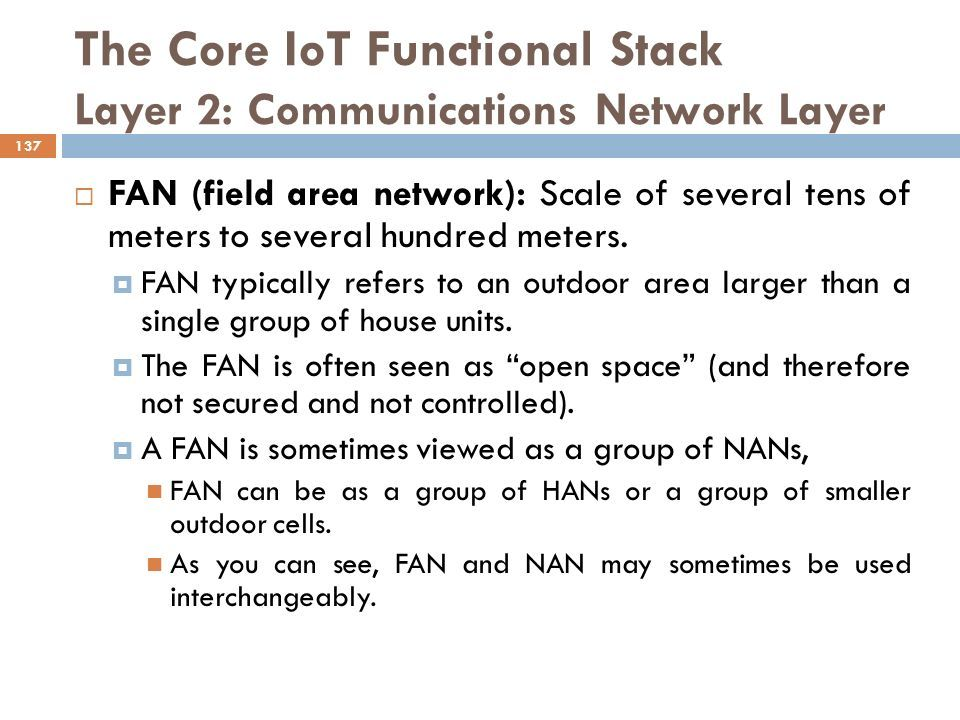 The Core IoT Functional Stack
Layer 2: Communications Network Layer
137
FAN (field area network): Scale of several tens of
meters to several hundred meters.
FAN typically refers to an outdoor area larger than a
single group of house units.
The FAN is often seen as “open space” (and therefore
not secured and not controlled).
A FAN is sometimes viewed as a group of NANs,
FAN can be as a group of HANs or a group of smaller
outdoor cells.
As you can see, FAN and NAN may sometimes be used
interchangeably.